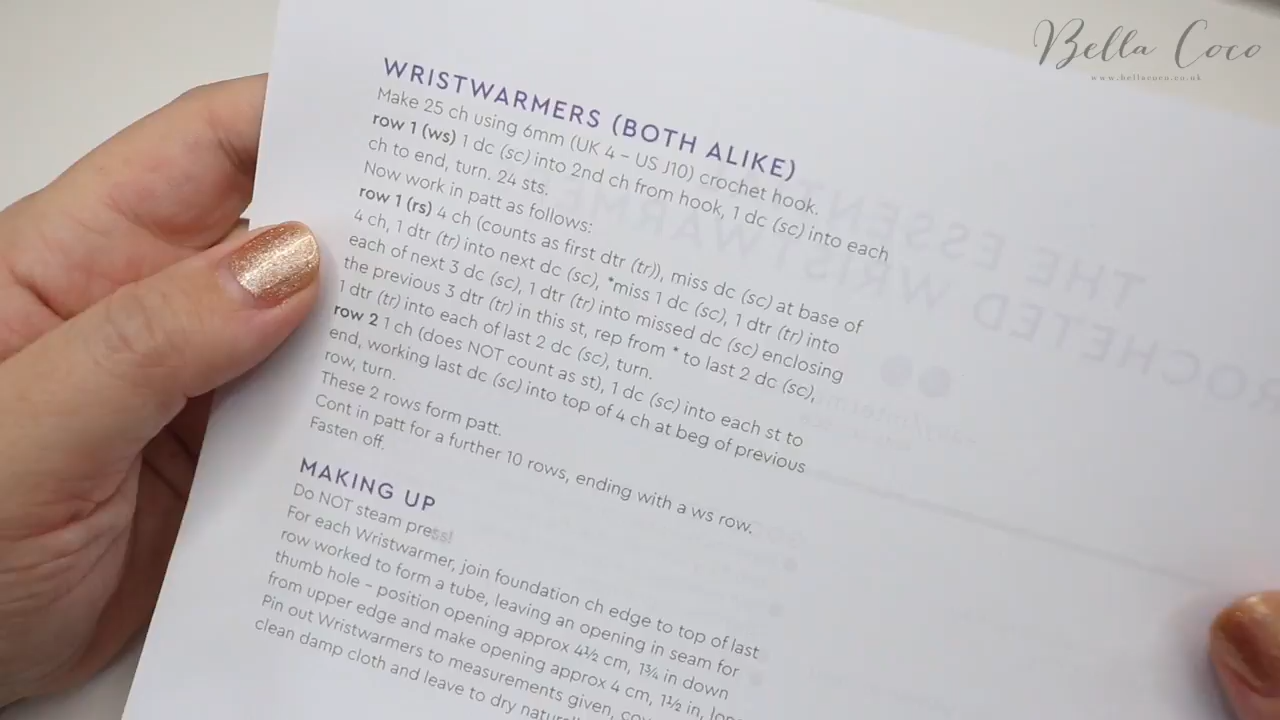 Bella Coco
www.bellacoco.co.uk
WRISTWARMERS (BOTH ALIKE)
Make 25 ch using 6mm (UK 4 – US J10) crochet hook.
row 1 (ws) 1 dc (sc) into 2nd ch from hook, 1 dc (sc) into each
ch to end, turn. 24 sts.
Now work in patt as follows:
row 1 (rs) 4 ch (counts as first dtr (tr)), miss dc (sc) at base of
4 ch, 1 dtr (tr) into next dc (sc), *miss 1 dc (sc), 1 dtr (tr) into
each of next 3 dc (sc), 1 dtr (tr) into missed dc (sc) enclosing
the previous 3 dtr (tr) in this st, rep from * to last 2 dc (sc),
1 dtr (tr) into each of last 2 dc (sc), turn.
row 2 1 ch (does NOT count as st), 1 dc (sc) into each st to
end, working last dc (sc) into top of 4 ch at beg of previous
row, turn.
These 2 rows form patt.
Cont in patt for a further 10 rows, ending with a ws row.
Fasten off.
MAKING UP
Do NOT steam press!
For each Wristwarmer, join foundation ch edge to top of last
row worked to form a tube, leaving an opening in seam for
thumb hole – position opening approx 4½ cm, 1¾ in down
from upper edge and make opening approx 4 cm, 1½ in,
Pin out Wristwarmers to measurements given,
clean damp cloth and leave to dry
THE ESSEN
ROCHETED WRISTWARME